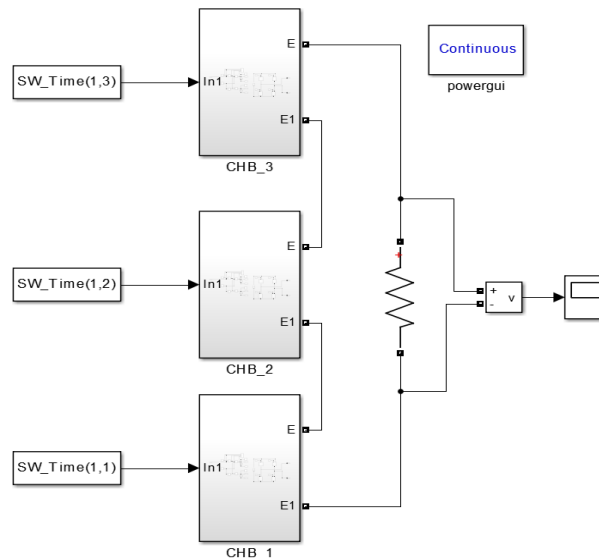 Continuous
powergui
SW_Time(1,3)
In1
E
E1
CHB_3
SW_Time(1,2)
In1
E
E1
CHB_2
+
-
v
SW_Time(1,1)
In1
E
E1
CHB_1